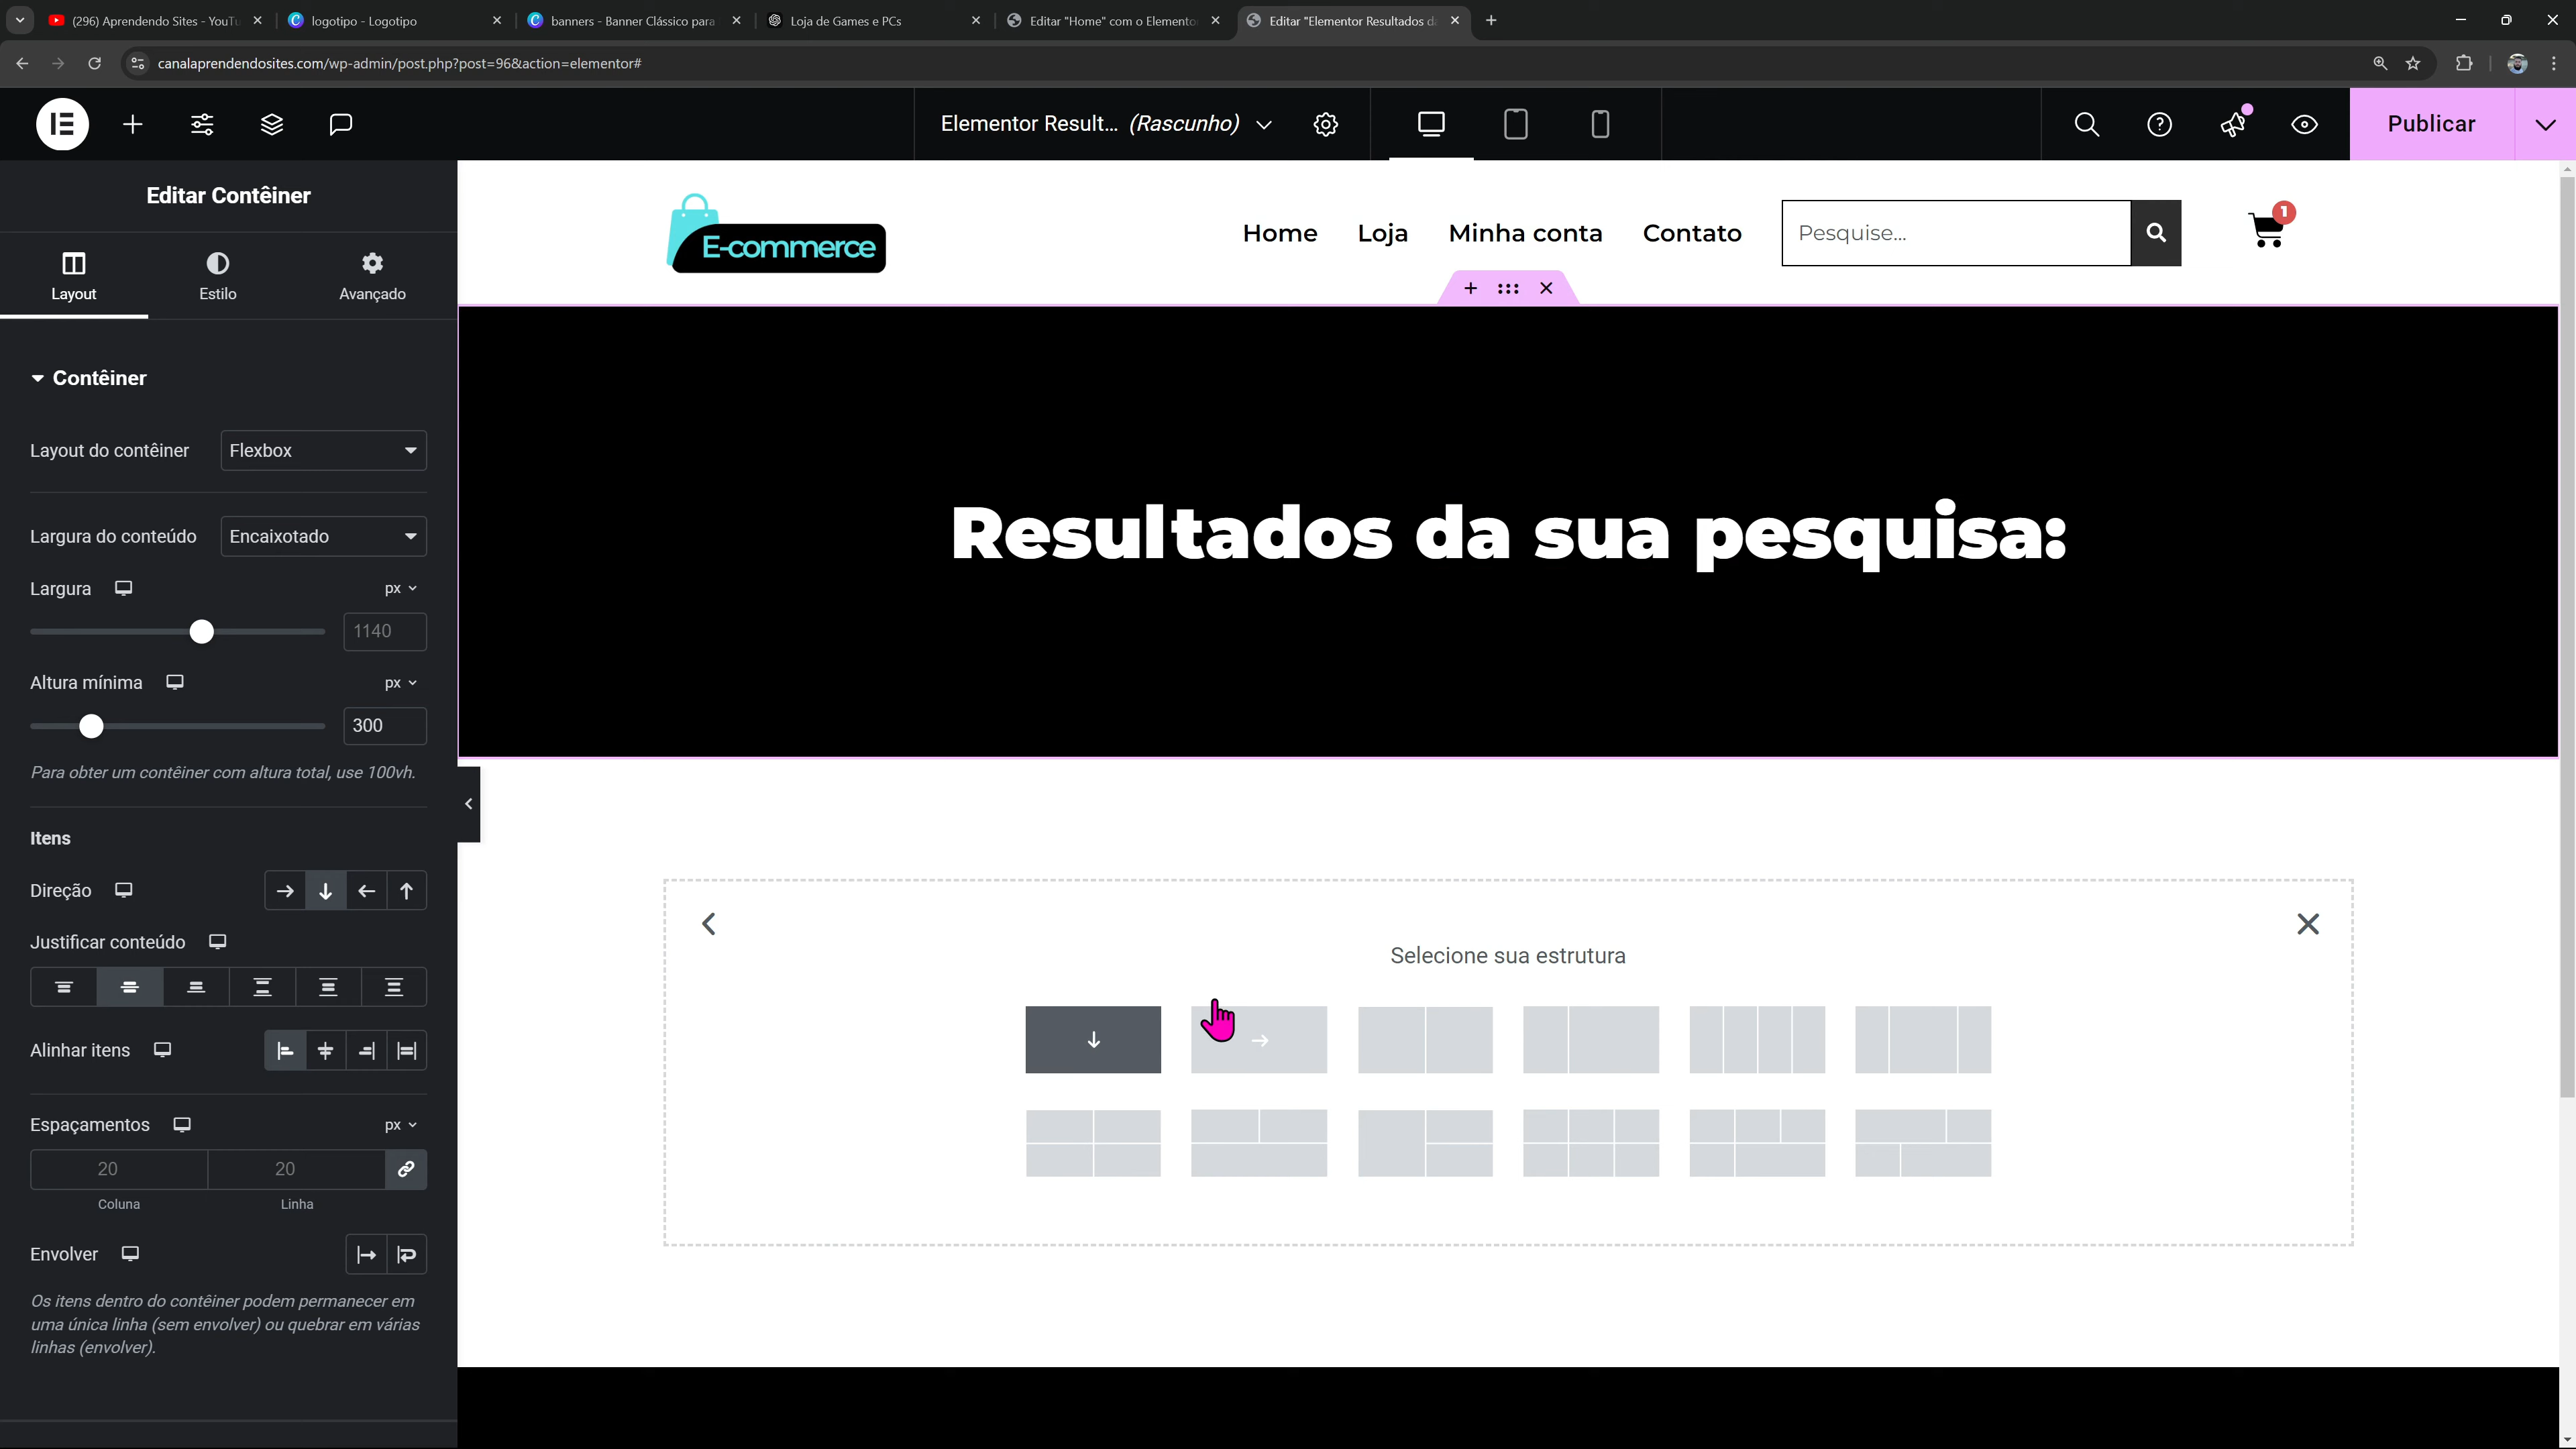 (296) Aprendendo Sites - YouTu
logotipo - Logotipo
banners - Banner Clássico para
Loja de Games e PCs
Editar "Home" com o Elemento
Editar "Elementor Resultados da
canalaprendendosites.com/wp-admin/post.php?post=96&action=elementor#
Elementor Result... (Rascunho)
Publicar
Editar Contêiner
Layout
Estilo
Avançado
Contêiner
Layout do contêiner
Flexbox
Largura do conteúdo
Encaixotado
Largura
px
1140
Altura mínima
px
300
Para obter um contêiner com altura total, use 100vh.
Itens
Direção
Justificar conteúdo
Alinhar itens
Espaçamentos
px
20
20
Coluna
Linha
Envolver
Os itens dentro do contêiner podem permanecer em
uma única linha (sem envolver) ou quebrar em várias
linhas (envolver).
E-commerce
Home
Loja
Minha conta
Contato
Pesquise...
1
Resultados da sua pesquisa:
Selecione sua estrutura